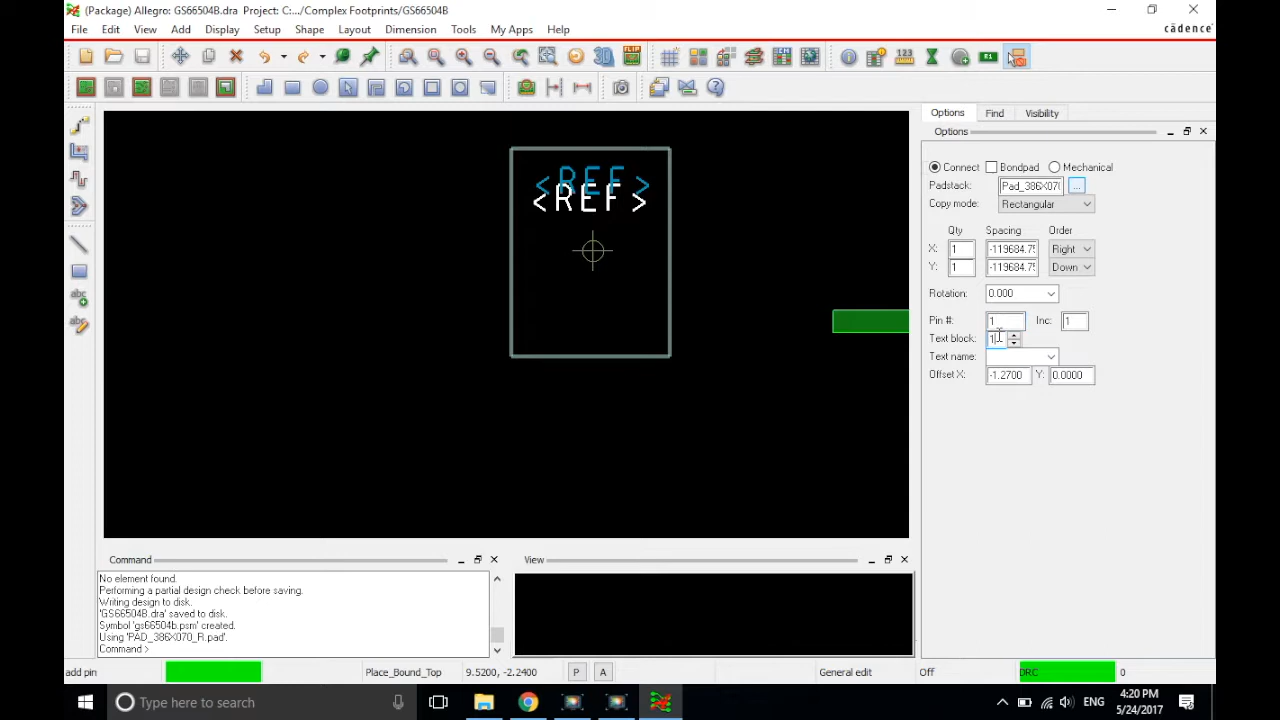 (Package) Allegro: GS66504B.dra Project: C:.../Complex Footprints/GS66504B
File Edit View Add Display Setup Shape Layout Dimension Tools My Apps Help
cādence
Options Find Visibility
Options
Connect Bondpad Mechanical
Padstack: Pad_386X070
Copy mode: Rectangular
Qty Spacing Order
X: 1 -119684.75 Right
Y: 1 -119684.75 Down
Rotation: 0.000
Pin #: 1 Inc: 1
Text block: 1
Text name:
Offset X: -1.2700 Y: 0.0000
<REF>
<REF>
Command
No element found.
Performing a partial design check before saving.
Writing design to disk.
'GS66504B.dra' saved to disk.
Symbol 'gs66504b.psm' created.
Using 'PAD_386X070_R.pad'.
Command >
View
add pin Place_Bound_Top 9.5200, -2.2400 P A General edit Off DRC 0
Type here to search
ENG
4:20 PM
5/24/2017